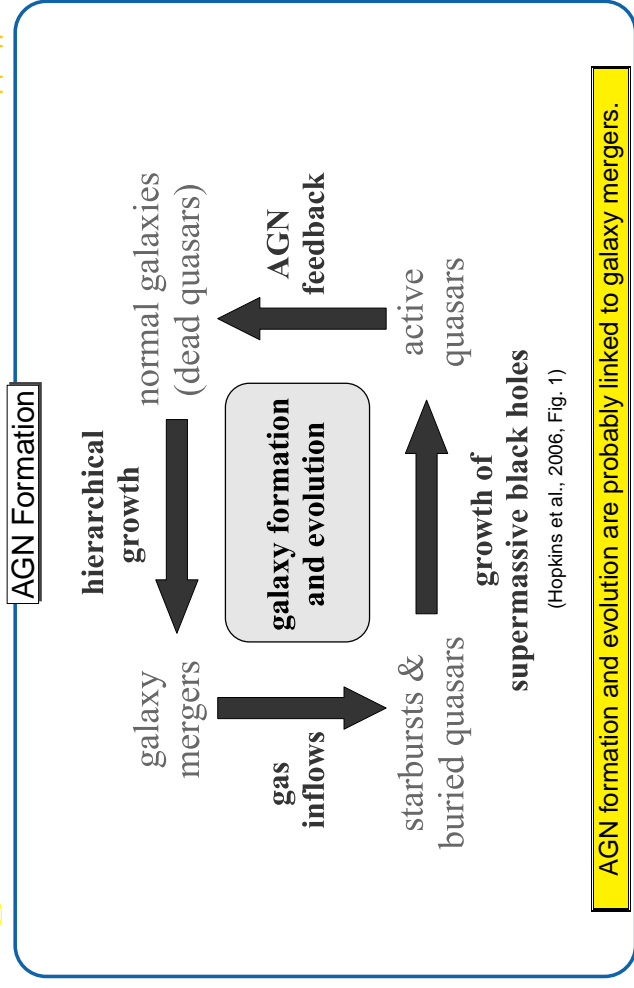 AGN Formation
hierarchical
growth
galaxy
mergers
normal galaxies
(dead quasars)
gas
inflows
galaxy formation
and evolution
AGN
feedback
starbursts &
buried quasars
active
quasars
growth of
supermassive black holes
(Hopkins et al., 2006, Fig. 1)
AGN formation and evolution are probably linked to galaxy mergers.